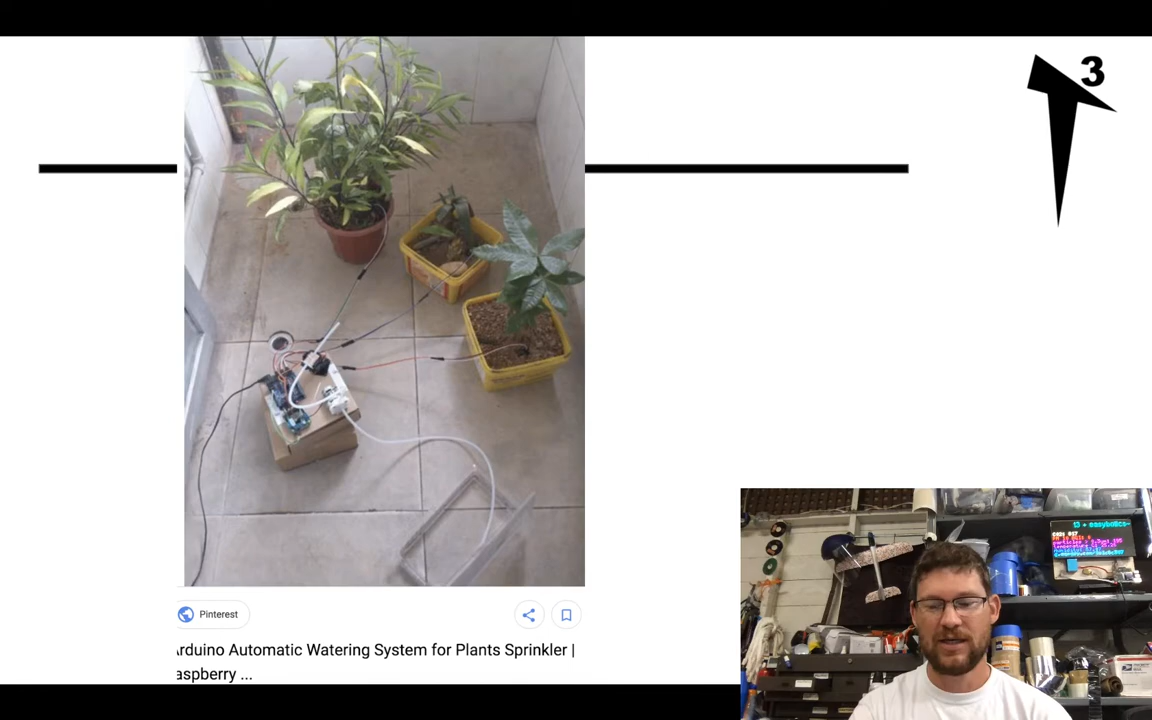 3
Pinterest
rduino Automatic Watering System for Plants Sprinkler |
aspberry ...